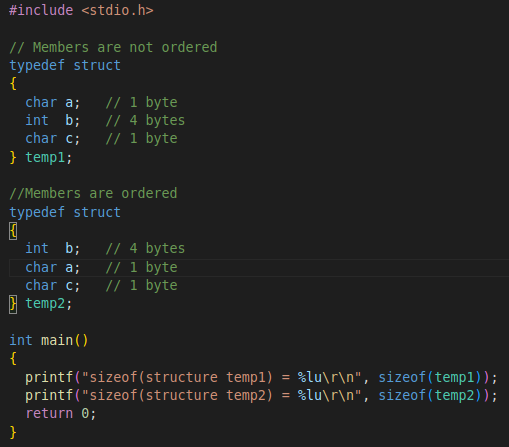 #include <stdio.h>

// Members are not ordered
typedef struct
{
  char a;   // 1 byte
  int  b;   // 4 bytes
  char c;   // 1 byte
} temp1;

//Members are ordered
typedef struct
{
  int  b;   // 4 bytes
  char a;   // 1 byte
  char c;   // 1 byte
} temp2;

int main()
{
  printf("sizeof(structure temp1) = %lu\r\n", sizeof(temp1));
  printf("sizeof(structure temp2) = %lu\r\n", sizeof(temp2));
  return 0;
}